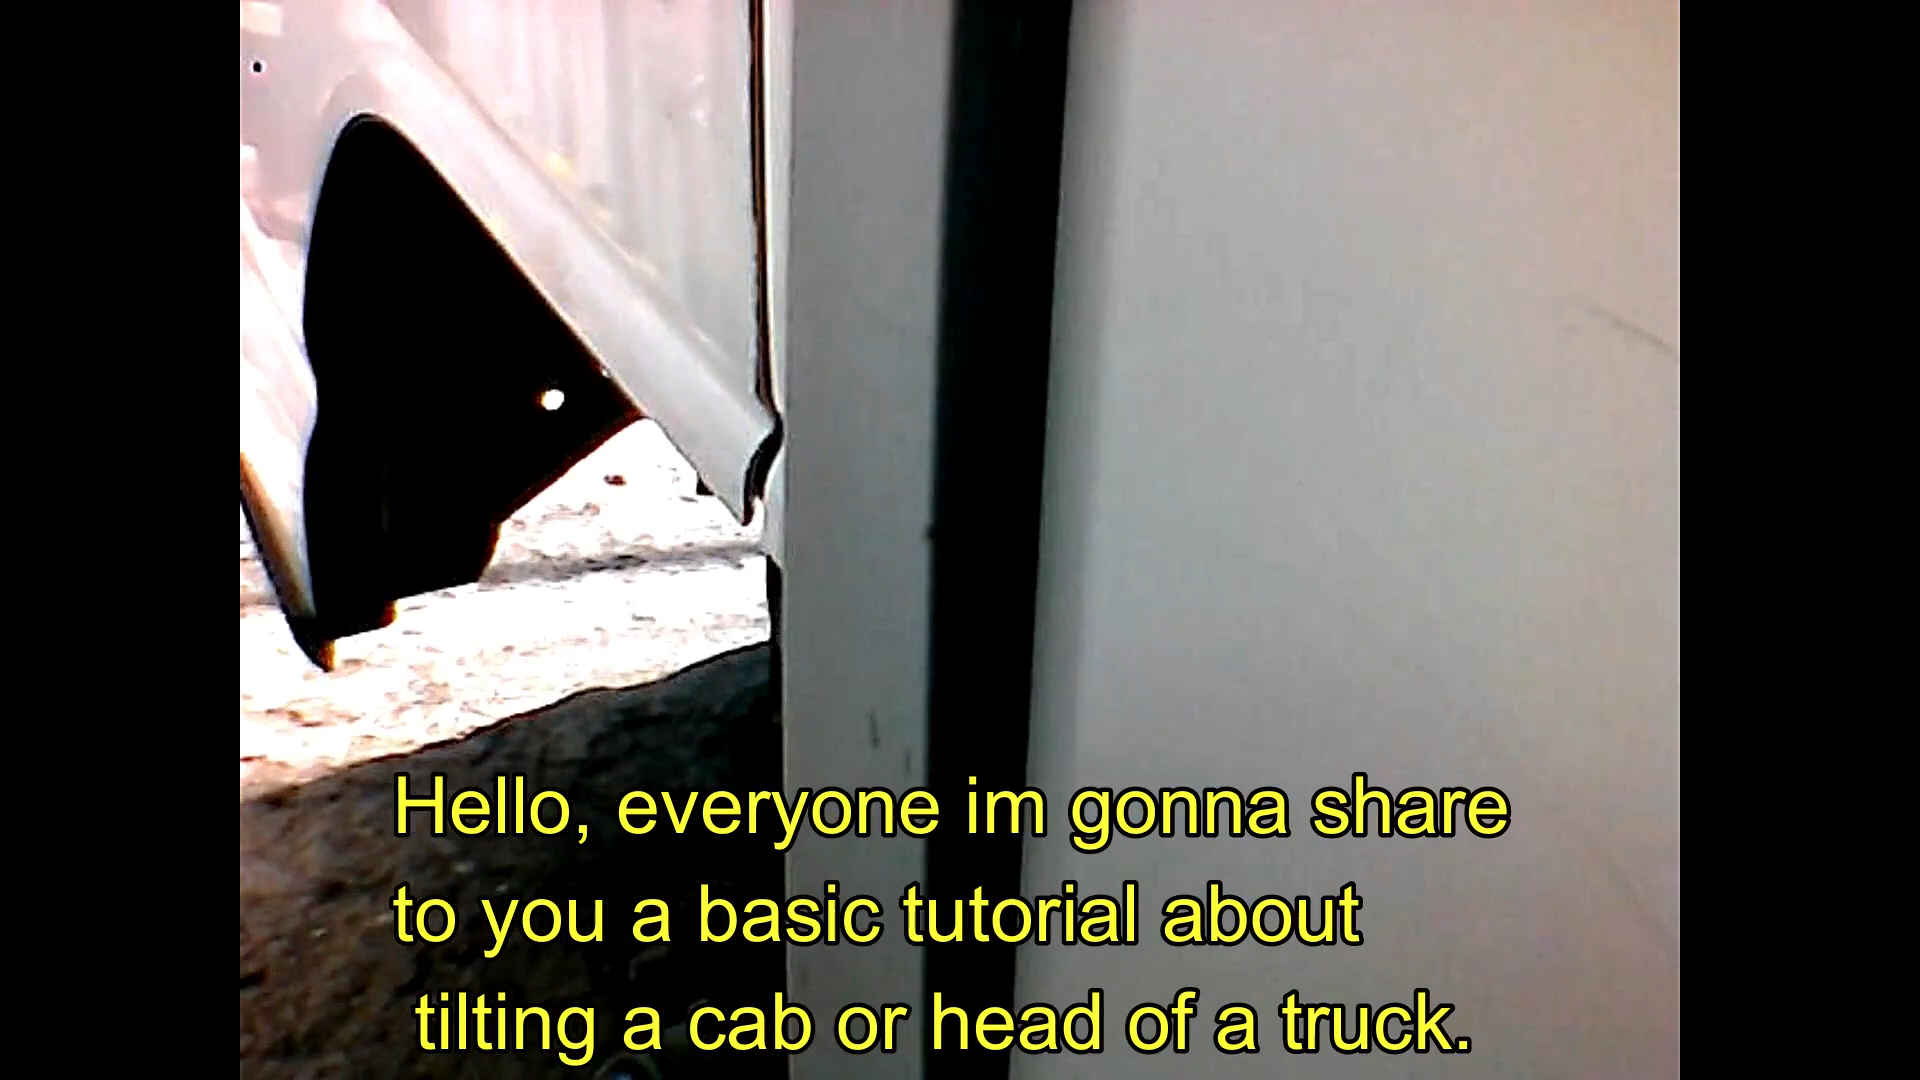 Hello, everyone im gonna share
to you a basic tutorial about
tilting a cab or head of a truck.